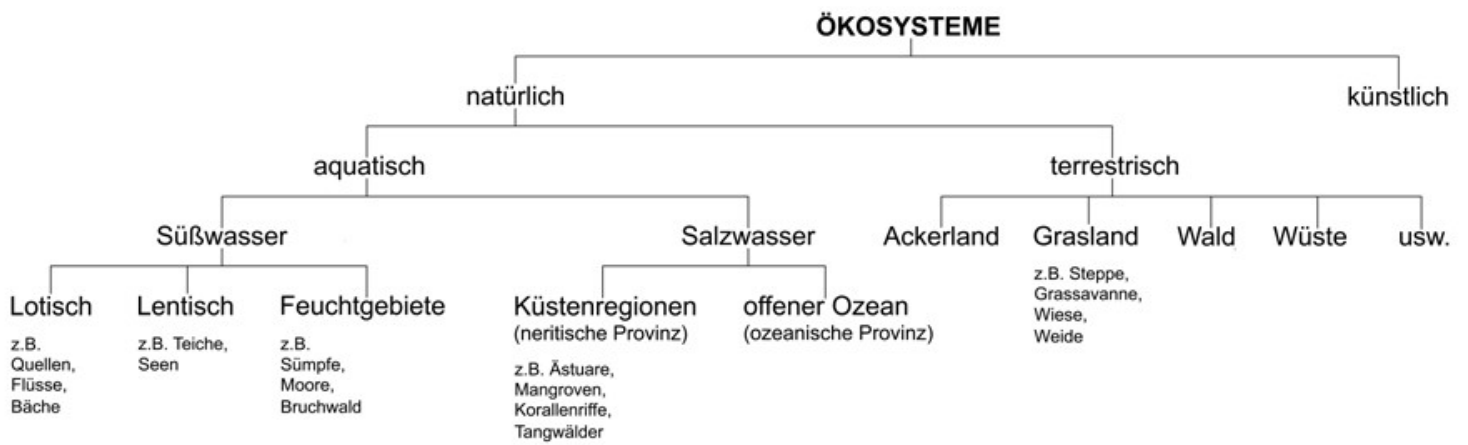 ÖKOSYSTEME
natürlich
künstlich
aquatisch
terrestrisch
Süßwasser
Salzwasser
Ackerland
Grasland
Wald
Wüste
usw.
z.B. Steppe,
Grassavanne,
Wiese,
Weide
Lotisch
z.B.
Quellen,
Flüsse,
Bäche
Lentisch
z.B. Teiche,
Seen
Feuchtgebiete
z.B.
Sümpfe,
Moore,
Bruchwald
Küstenregionen
(neritische Provinz)
z.B. Ästuare,
Mangroven,
Korallenriffe,
Tangwälder
offener Ozean
(ozeanische Provinz)